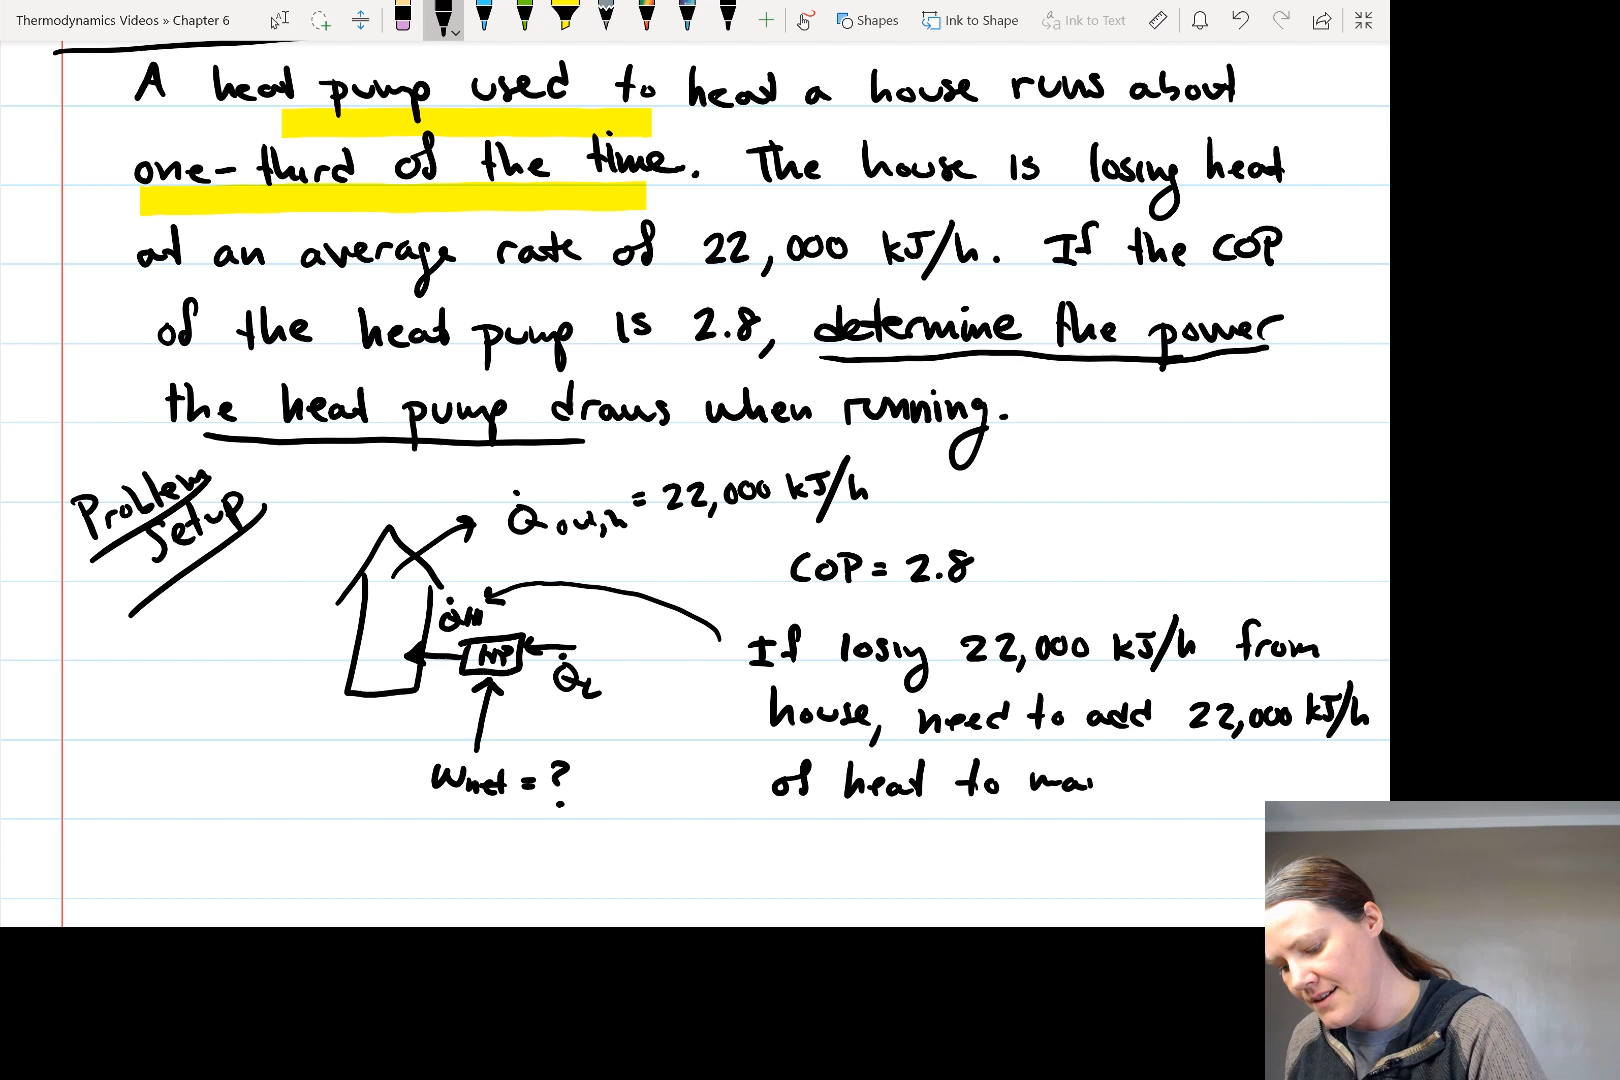 Thermodynamics Videos » Chapter 6
Shapes
Ink to Shape
Ink to Text
A heat pump used to heat a house runs about
one-third of the time. The house is losing heat
at an average rate of 22,000 kJ/h. If the COP
of the heat pump is 2.8, determine the power
the heat pump draws when running.
Problem
Setup
Q̇out,h = 22,000 kJ/h
COP = 2.8
Q̇H
HP
Q̇L
Wnet = ?
If losiy 22,000 kJ/h from
house, need to add 22,000 kJ/h
of heat to mai